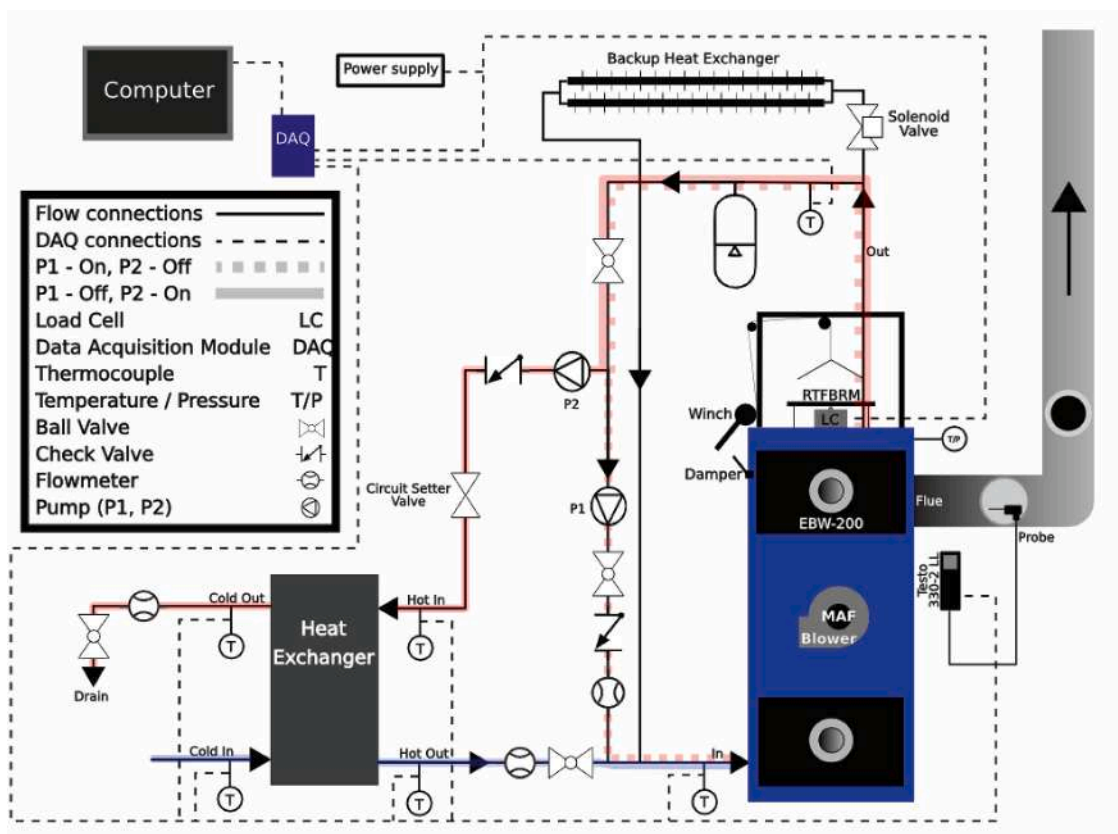 Computer
DAQ
Power supply
Backup Heat Exchanger
Solenoid
Valve
Flow connections
DAQ connections
P1 - On, P2 - Off
P1 - Off, P2 - On
Load Cell LC
Data Acquisition Module DAQ
Thermocouple T
Temperature / Pressure T/P
Ball Valve
Check Valve
Flowmeter
Pump (P1, P2)
T
Out
P2
RTFBRM
LC
Winch
T/P
Damper
Circuit Setter
Valve
P1
EBW-200
Flue
Probe
Testo
330-2 LL
MAF
Blower
Cold Out
Hot In
T
T
Heat
Exchanger
Drain
Cold In
Hot Out
In
T
T
T